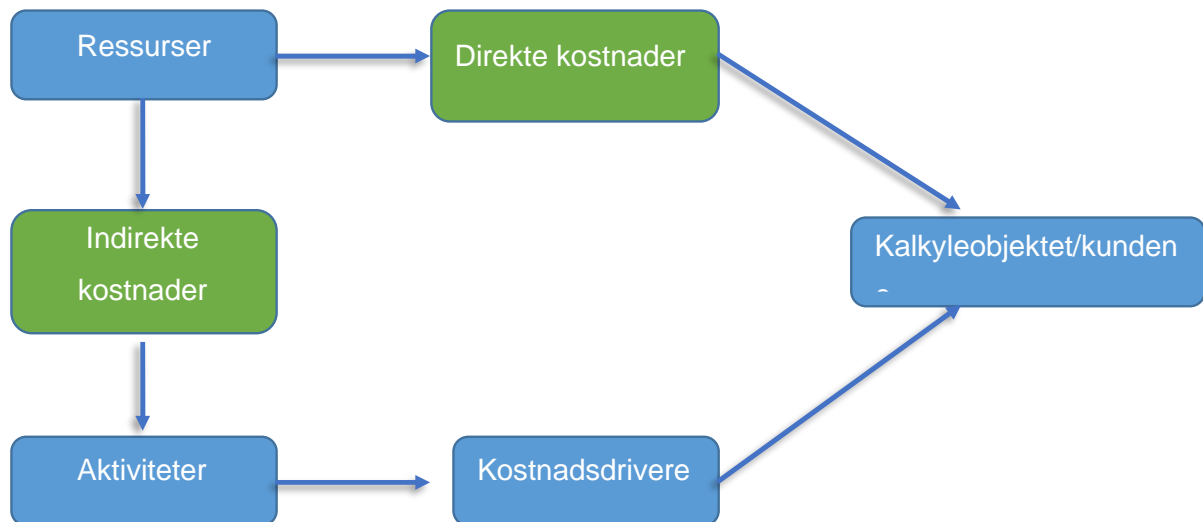 Ressurser
Direkte kostnader
Indirekte
kostnader
Kalkyleobjektet/kunden
Aktiviteter
Kostnadsdrivere